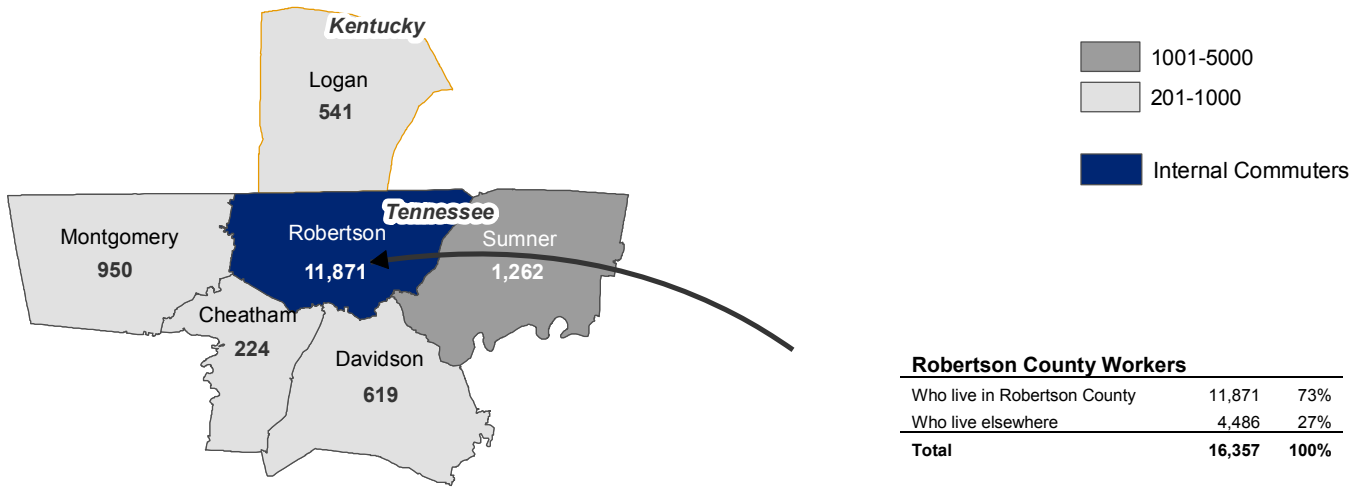 Kentucky
Logan
541
1001-5000
201-1000
Internal Commuters
Tennessee
Montgomery
950
Robertson
11,871
Sumner
1,262
Cheatham
224
Davidson
619
Robertson County Workers
Who live in Robertson County 11,871 73%
Who live elsewhere 4,486 27%
Total 16,357 100%